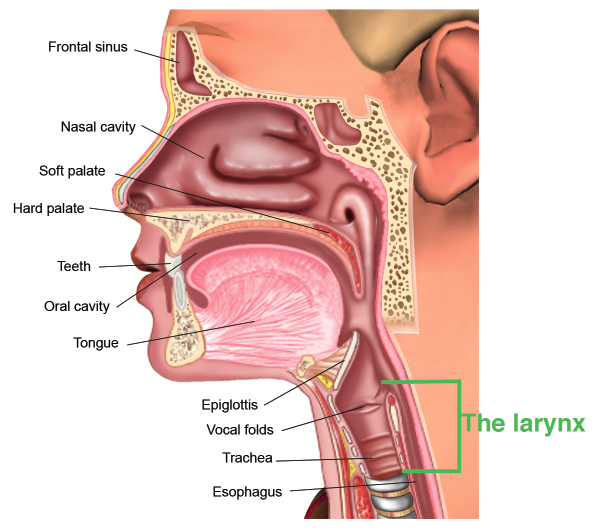 Frontal sinus
Nasal cavity
Soft palate
Hard palate
Teeth
Oral cavity
Tongue
Epiglottis
Vocal folds
The larynx
Trachea
Esophagus